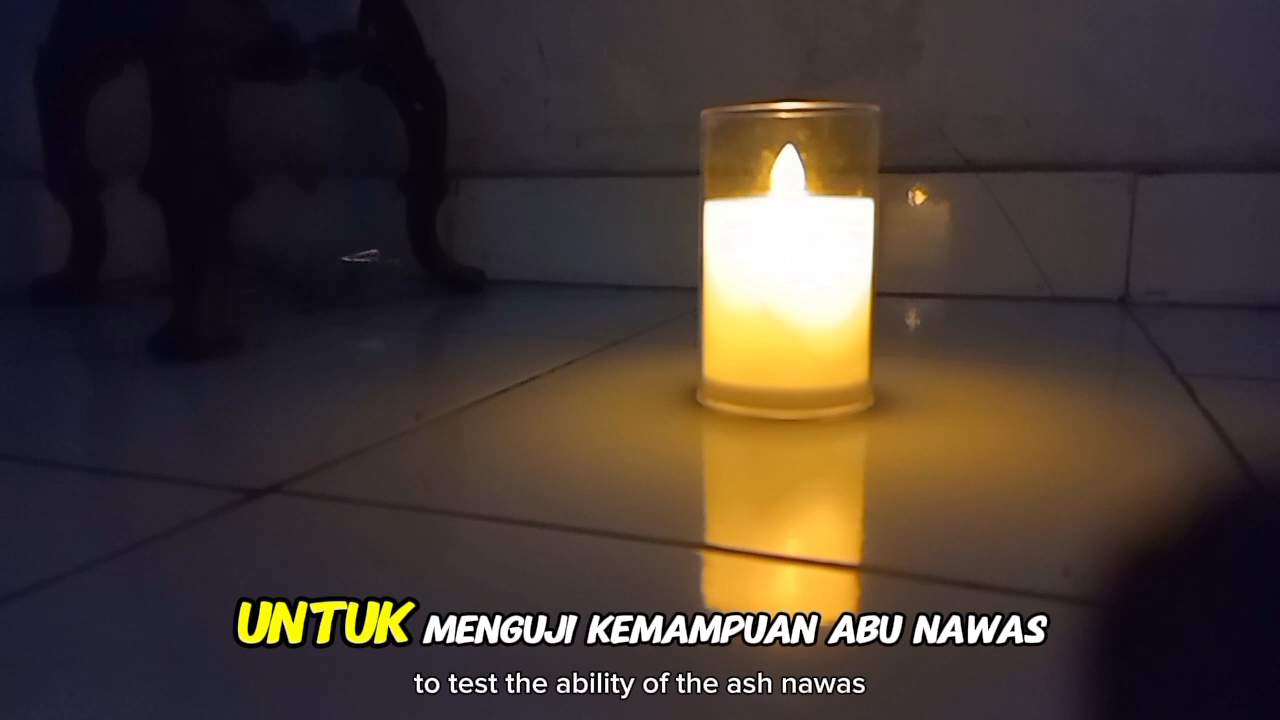 UNTUK MENGUJI KEMAMPUAN ABU NAWAS
to test the ability of the ash nawas